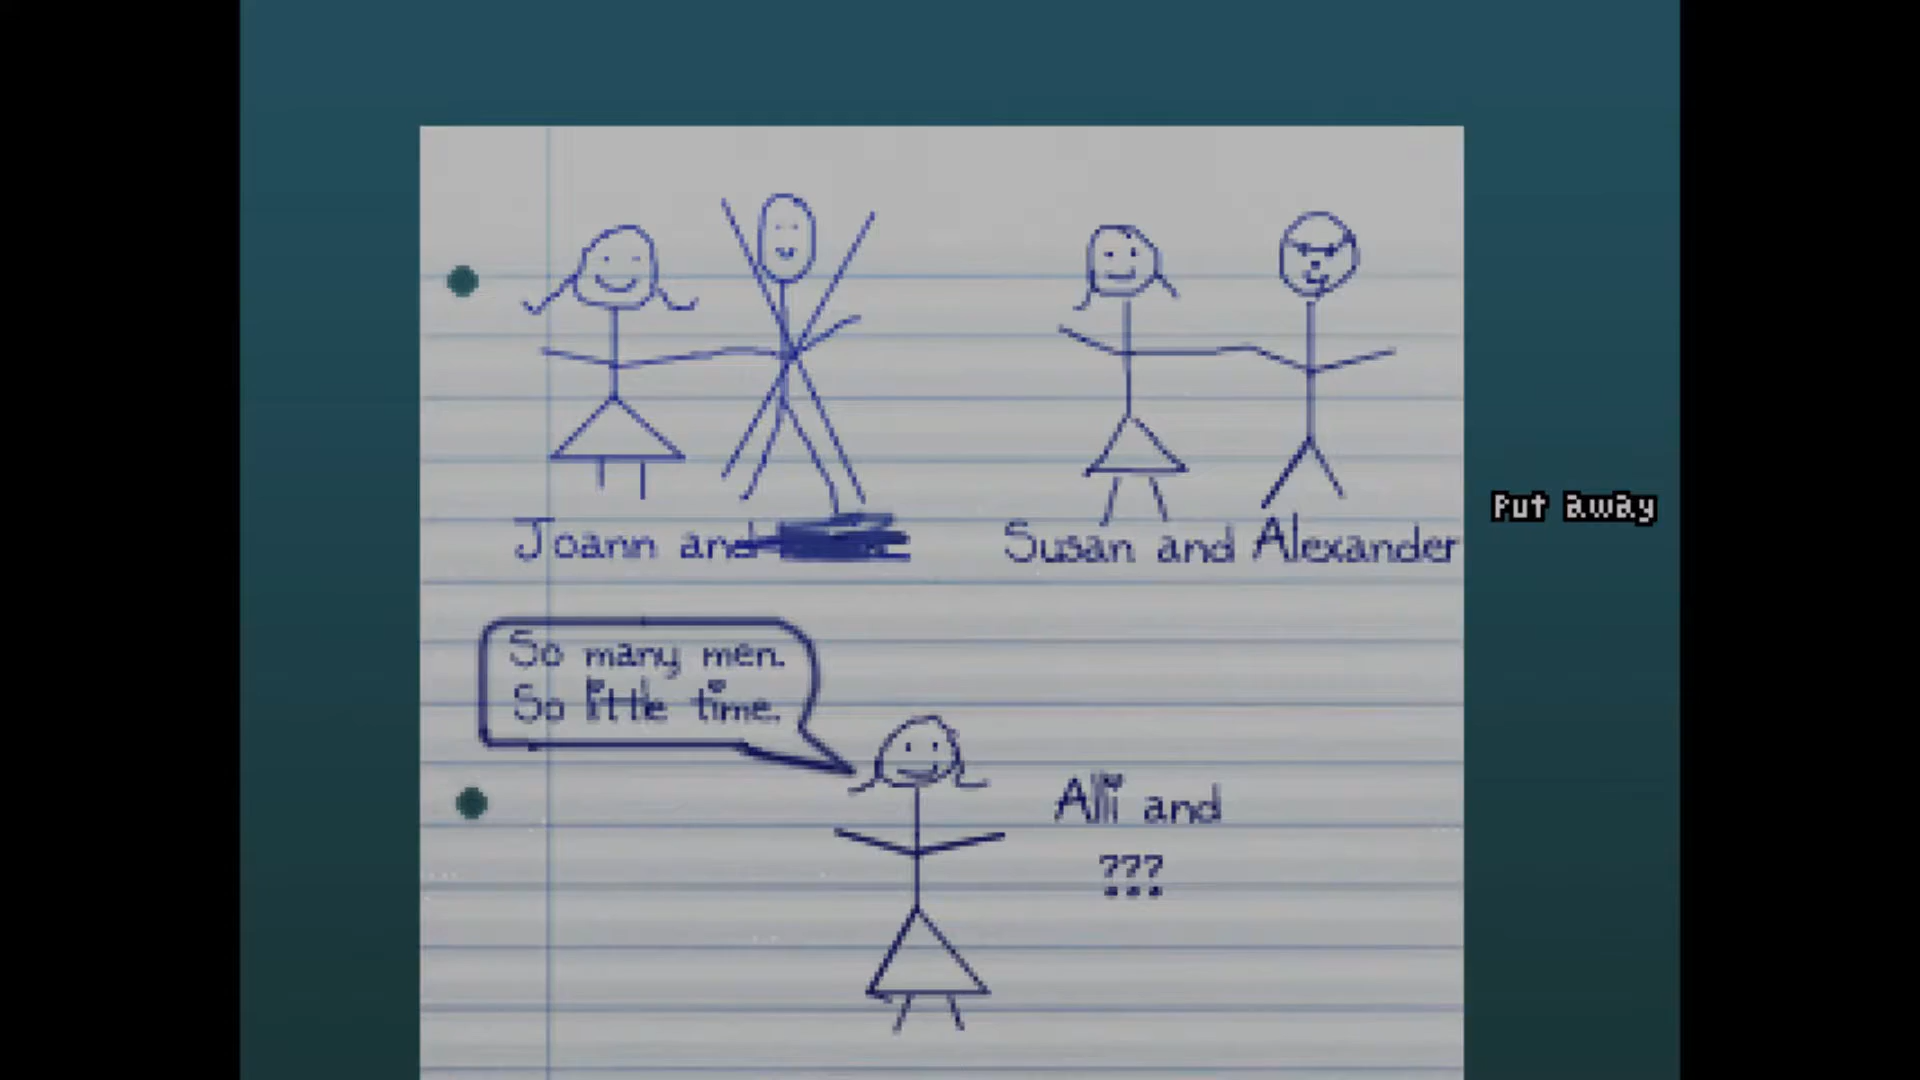 Joann and
Susan and Alexander
So many men.
So little time.
Alli and
???
Put away